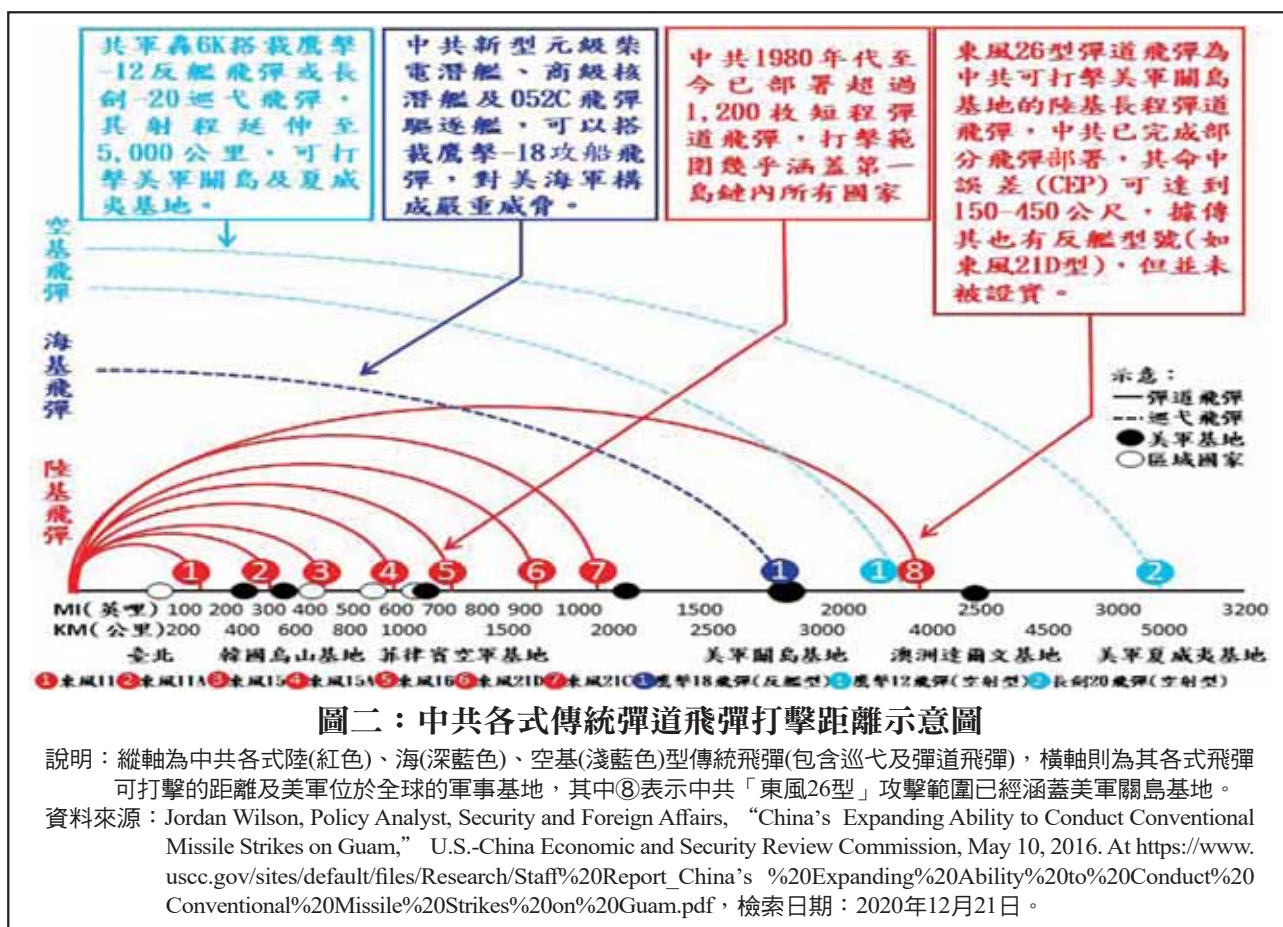 共軍轟6K搭載鷹擊
-12反艦飛彈或長
劍-20巡弋飛彈，
其射程延伸至
5,000公里，可打
擊美軍關島及夏威
夷基地。
中共新型元級柴
電潛艦、商級核
潛艦及052C飛彈
驅逐艦，可以搭
載鷹擊-18攻船飛
彈，對美海軍構
成嚴重威脅。
中共1980年代至
今已部署超過
1,200枚短程彈
道飛彈，打擊範
圍幾乎涵蓋第一
島鏈內所有國家
東風26型彈道飛彈為
中共可打擊美軍關島
基地的陸基長程彈道
飛彈，中共已完成部
分飛彈部署，其命中
誤差(CEP)可達到
150-450公尺，據傳
其也有反艦型號(如
東風21D型)，但並未
被證實。
空基飛彈
海基飛彈
陸基飛彈
示意：
彈道飛彈
巡弋飛彈
美軍基地
區域國家
1 2 3 4 5 6 7 1 1 8 2
MI(英哩) 100 200 300 400 500 600 700 800 900 1000 1500 2000 2500 3000 3200
KM(公里)200 400 600 800 1000 1500 2000 2500 3000 4000 4500 5000
臺北 韓國烏山基地 菲律賓空軍基地 美軍關島基地 澳洲達爾文基地 美軍夏威夷基地
1東風11 2東風11A 3東風15 4東風15A 5東風16 6東風21D 7東風21C 1鷹擊18飛彈(反艦型) 1鷹擊12飛彈(空射型) 2長劍20飛彈(空射型)
圖二：中共各式傳統彈道飛彈打擊距離示意圖
說明：縱軸為中共各式陸(紅色)、海(深藍色)、空基(淺藍色)型傳統飛彈(包含巡弋及彈道飛彈)，橫軸則為其各式飛彈
可打擊的距離及美軍位於全球的軍事基地，其中⑧表示中共「東風26型」攻擊範圍已經涵蓋美軍關島基地。
資料來源：Jordan Wilson, Policy Analyst, Security and Foreign Affairs, “China’s Expanding Ability to Conduct Conventional
Missile Strikes on Guam,” U.S.-China Economic and Security Review Commission, May 10, 2016. At https://www.
uscc.gov/sites/default/files/Research/Staff%20Report_China’s %20Expanding%20Ability%20to%20Conduct%20
Conventional%20Missile%20Strikes%20on%20Guam.pdf，檢索日期：2020年12月21日。